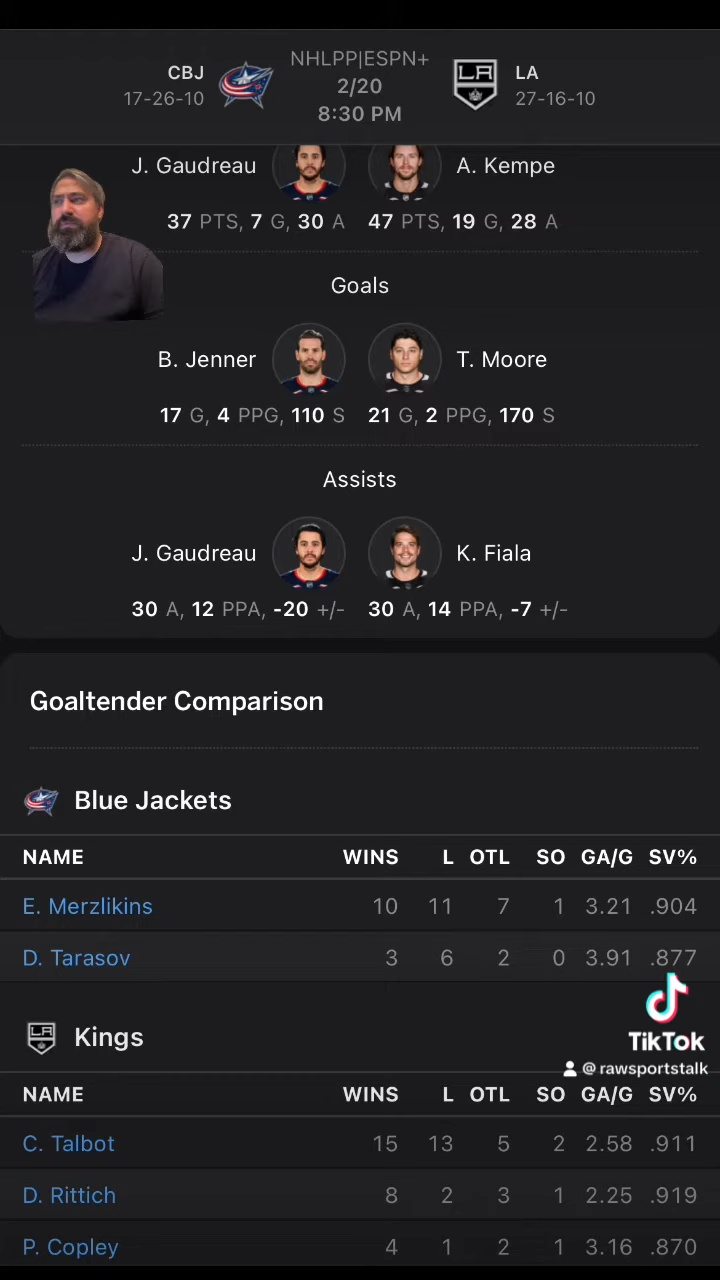 NHLPP|ESPN+
CBJ 2/20 LA
17-26-10 8:30 PM 27-16-10
J. Gaudreau A. Kempe
37 PTS, 7 G, 30 A 47 PTS, 19 G, 28 A
Goals
B. Jenner T. Moore
17 G, 4 PPG, 110 S 21 G, 2 PPG, 170 S
Assists
J. Gaudreau K. Fiala
30 A, 12 PPA, -20 +/- 30 A, 14 PPA, -7 +/-
Goaltender Comparison
Blue Jackets
NAME WINS L OTL SO GA/G SV%
E. Merzlikins 10 11 7 1 3.21 .904
D. Tarasov 3 6 2 0 3.91 .877
Kings
TikTok
@rawsportstalk
NAME WINS L OTL SO GA/G SV%
C. Talbot 15 13 5 2 2.58 .911
D. Rittich 8 2 3 1 2.25 .919
P. Copley 4 1 2 1 3.16 .870